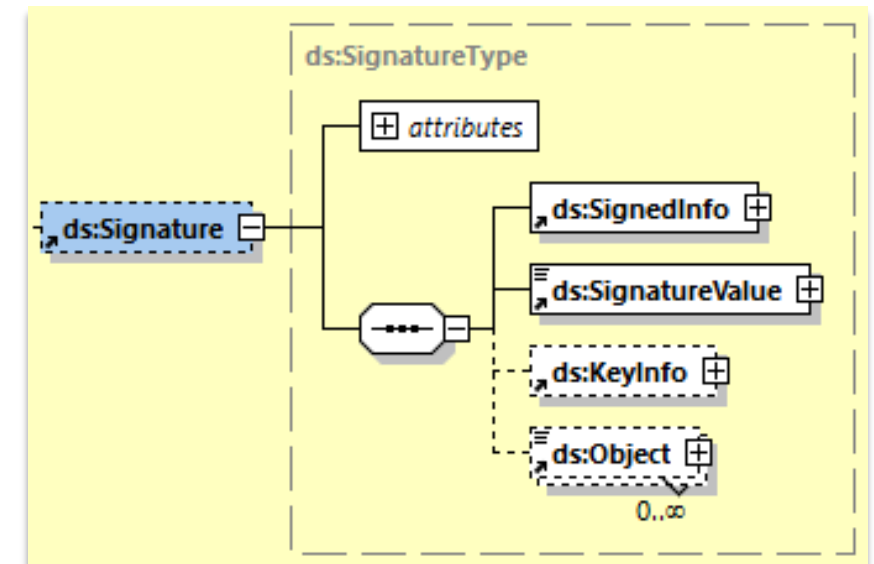 ds:SignatureType
attributes
ds:Signature
ds:SignedInfo
ds:SignatureValue
ds:KeyInfo
ds:Object
0..∞